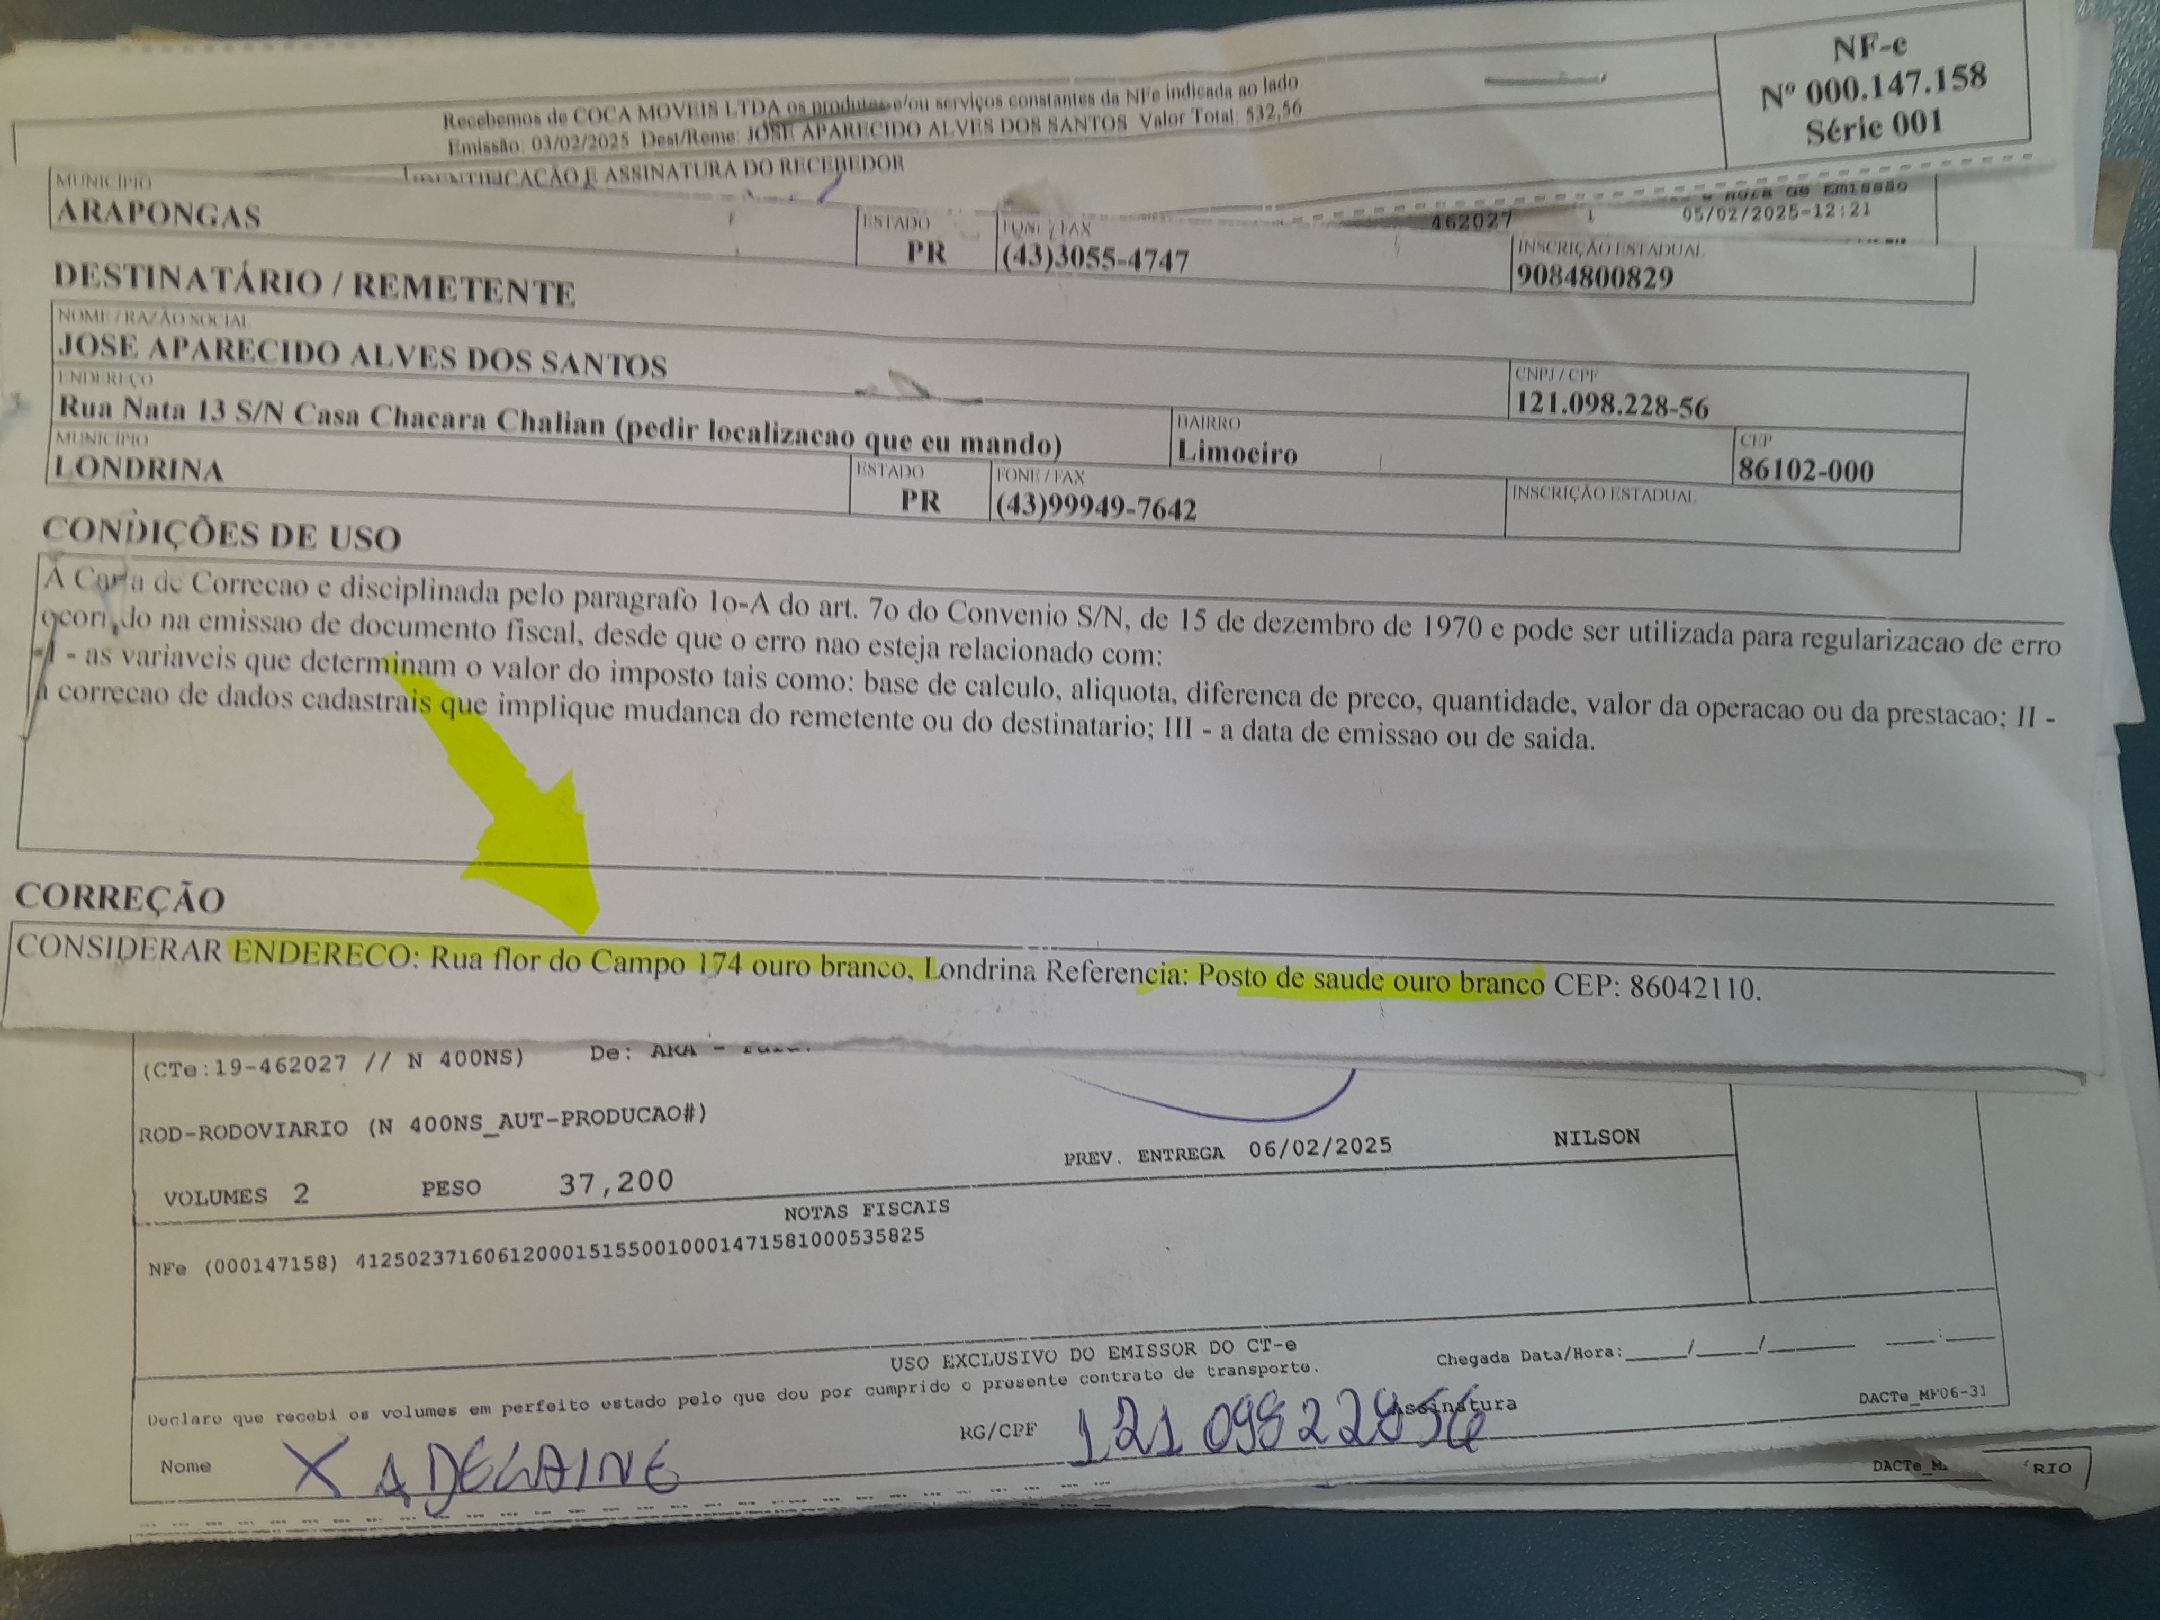 Recebemos de COCA MOVEIS LTDA os produtos e/ou serviços constantes da NFe indicada ao lado
Emissão: 03/02/2025 Dest/Reme: JOSE APARECIDO ALVES DOS SANTOS Valor Total: 532,56
NF-e
Nº 000.147.158
Série 001
IDENTIFICAÇÃO E ASSINATURA DO RECEBEDOR
462027
Emissão
05/02/2025-12:21
MUNICÍPIO
ARAPONGAS
ESTADO
PR
FONE / FAX
(43)3055-4747
INSCRIÇÃO ESTADUAL
9084800829
DESTINATÁRIO / REMETENTE
NOME / RAZÃO SOCIAL
JOSE APARECIDO ALVES DOS SANTOS
CNPJ / CPF
121.098.228-56
ENDEREÇO
Rua Nata 13 S/N Casa Chacara Chalian (pedir localizacao que eu mando)
BAIRRO
Limoeiro
CEP
86102-000
MUNICÍPIO
LONDRINA
ESTADO
PR
FONE / FAX
(43)99949-7642
INSCRIÇÃO ESTADUAL
CONDIÇÕES DE USO
A Carta de Correcao e disciplinada pelo paragrafo 1o-A do art. 7o do Convenio S/N, de 15 de dezembro de 1970 e pode ser utilizada para regularizacao de erro
ocorrido na emissao de documento fiscal, desde que o erro nao esteja relacionado com:
I - as variaveis que determinam o valor do imposto tais como: base de calculo, aliquota, diferenca de preco, quantidade, valor da operacao ou da prestacao; II -
a correcao de dados cadastrais que implique mudanca do remetente ou do destinatario; III - a data de emissao ou de saida.
CORREÇÃO
CONSIDERAR ENDERECO: Rua flor do Campo 174 ouro branco, Londrina Referencia: Posto de saude ouro branco CEP: 86042110.
(CTe:19-462027 // N 400NS) De: ARA -
ROD-RODOVIARIO (N 400NS_AUT-PRODUCAO#)
PREV. ENTREGA 06/02/2025 NILSON
VOLUMES 2 PESO 37,200
NOTAS FISCAIS
NFe (000147158) 41250237160612000151550010001471581000535825
USO EXCLUSIVO DO EMISSOR DO CT-e
Declaro que recebi os volumes em perfeito estado pelo que dou por cumprido o presente contrato de transporte.
Chegada Data/Hora:____/____/____ ____:____
Nome X ADELAINE
RG/CPF 12109822856
Assinatura
DACTe_MF06-31
DACTe_M
RIO